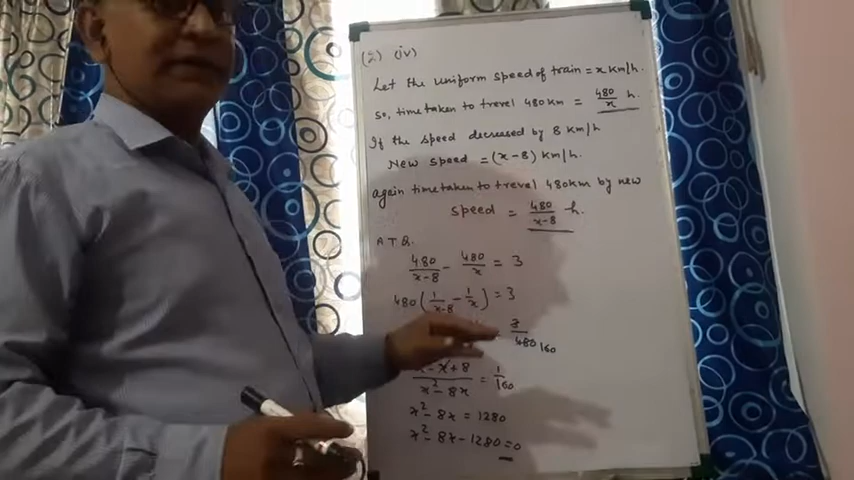 (2) (iv)
Let the uniform speed of train = x Km/h.
so, time taken to travel 480 km = 480/x h.
If the speed decreased by 8 km/h
New speed = (x-8) km/h.
again time taken to travel 480km by new
speed = 480/x-8 h.
A T Q.
480/x-8 - 480/x = 3
480(1/x-8 - 1/x) = 3
3/480 160
x-x+8/x²-8x = 1/160
x²-8x = 1280
x²-8x-1280=0